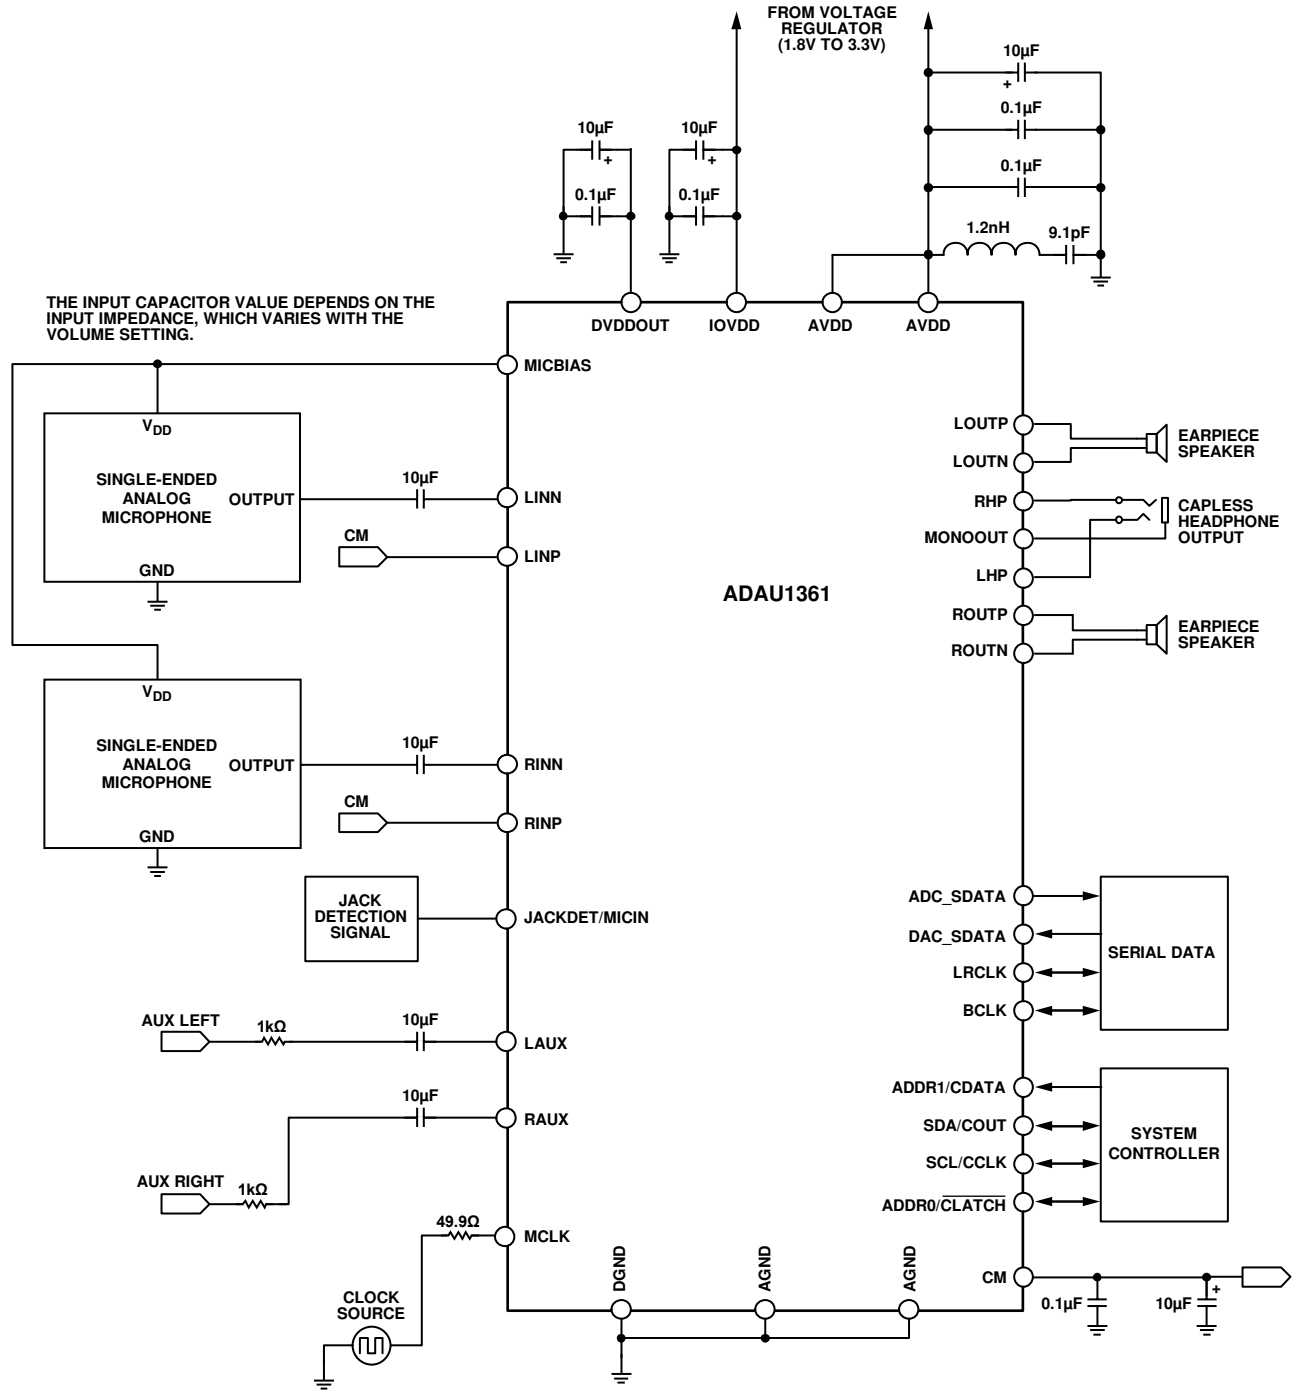 FROM VOLTAGE
REGULATOR
(1.8V TO 3.3V)
10µF
+
0.1µF
0.1µF
1.2nH
9.1pF
10µF
+
0.1µF
10µF
+
0.1µF
THE INPUT CAPACITOR VALUE DEPENDS ON THE
INPUT IMPEDANCE, WHICH VARIES WITH THE
VOLUME SETTING.
DVDDOUT
IOVDD
AVDD
AVDD
MICBIAS
VDD
SINGLE-ENDED
ANALOG
MICROPHONE
OUTPUT
GND
10µF
LINN
CM
LINP
VDD
SINGLE-ENDED
ANALOG
MICROPHONE
OUTPUT
GND
10µF
RINN
CM
RINP
JACK
DETECTION
SIGNAL
JACKDET/MICIN
AUX LEFT
1kΩ
10µF
LAUX
10µF
RAUX
AUX RIGHT
1kΩ
49.9Ω
MCLK
CLOCK
SOURCE
ADAU1361
LOUTP
LOUTN
EARPIECE
SPEAKER
RHP
MONOOUT
LHP
CAPLESS
HEADPHONE
OUTPUT
ROUTP
ROUTN
EARPIECE
SPEAKER
ADC_SDATA
DAC_SDATA
LRCLK
BCLK
SERIAL DATA
ADDR1/CDATA
SDA/COUT
SCL/CCLK
ADDR0/CLATCH
SYSTEM
CONTROLLER
DGND
AGND
AGND
CM
0.1µF
10µF
+